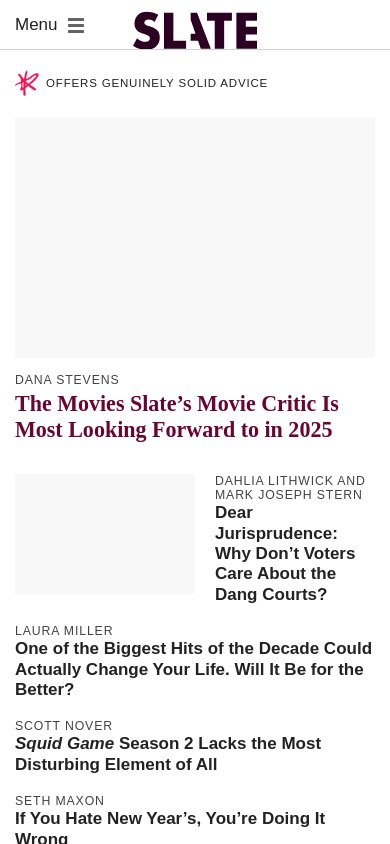 Menu
SLATE
OFFERS GENUINELY SOLID ADVICE
DANA STEVENS
The Movies Slate’s Movie Critic Is
Most Looking Forward to in 2025
DAHLIA LITHWICK AND
MARK JOSEPH STERN
Dear
Jurisprudence:
Why Don’t Voters
Care About the
Dang Courts?
LAURA MILLER
One of the Biggest Hits of the Decade Could
Actually Change Your Life. Will It Be for the
Better?
SCOTT NOVER
Squid Game Season 2 Lacks the Most
Disturbing Element of All
SETH MAXON
If You Hate New Year’s, You’re Doing It
Wrong